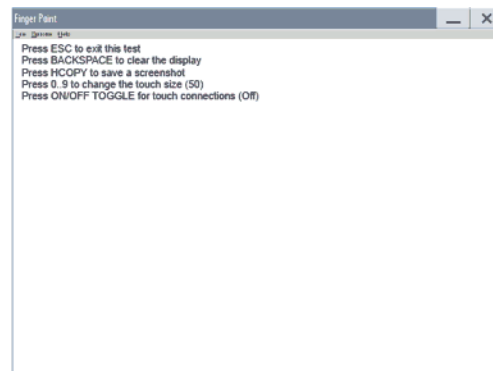 Finger Paint
Help
Press ESC to exit this test
Press BACKSPACE to clear the display
Press HCOPY to save a screenshot
Press 0..9 to change the touch size (50)
Press ON/OFF TOGGLE for touch connections (Off)